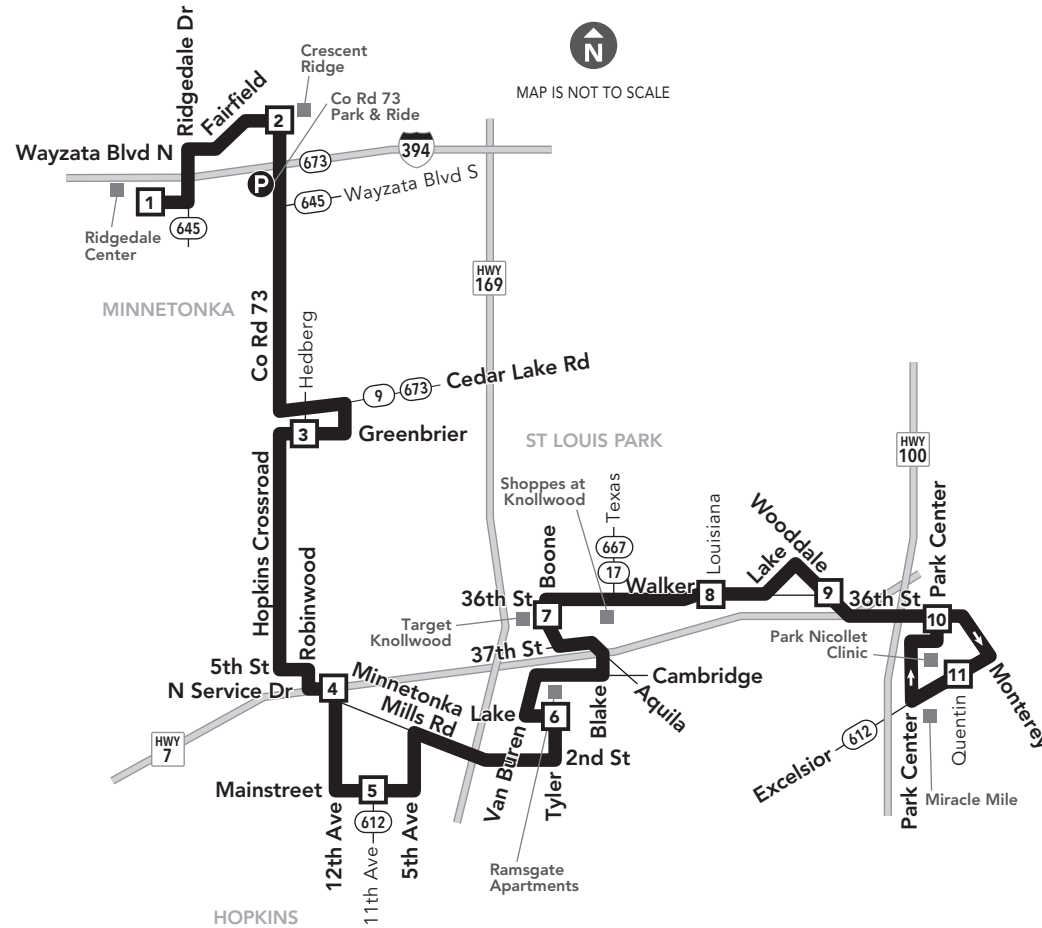 Ridgedale Dr
Fairfield
Crescent
Ridge
N
MAP IS NOT TO SCALE
Co Rd 73
Park & Ride
2
Wayzata Blvd N
673
394
P
1
645
Wayzata Blvd S
645
Ridgedale
Center
HWY
169
MINNETONKA
Co Rd 73
Hedberg
9
673
Cedar Lake Rd
3
Greenbrier
ST LOUIS PARK
HWY
100
Hopkins Crossroad
Robinwood
Shoppes at
Knollwood
Texas
667
17
Louisiana
Wooddale
Lake
Park Center
Boone
Walker
8
9
36th St
36th St
7
10
Target
Knollwood
37th St
Park Nicollet
Clinic
5th St
N Service Dr
4
Minnetonka
Mills Rd
Cambridge
11
Monterey
Lake
6
Blake
Aquila
Quentin
HWY
7
2nd St
Van Buren
Tyler
Excelsior
612
Park Center
Miracle Mile
Mainstreet
5
612
12th Ave
11th Ave
5th Ave
Ramsgate
Apartments
HOPKINS